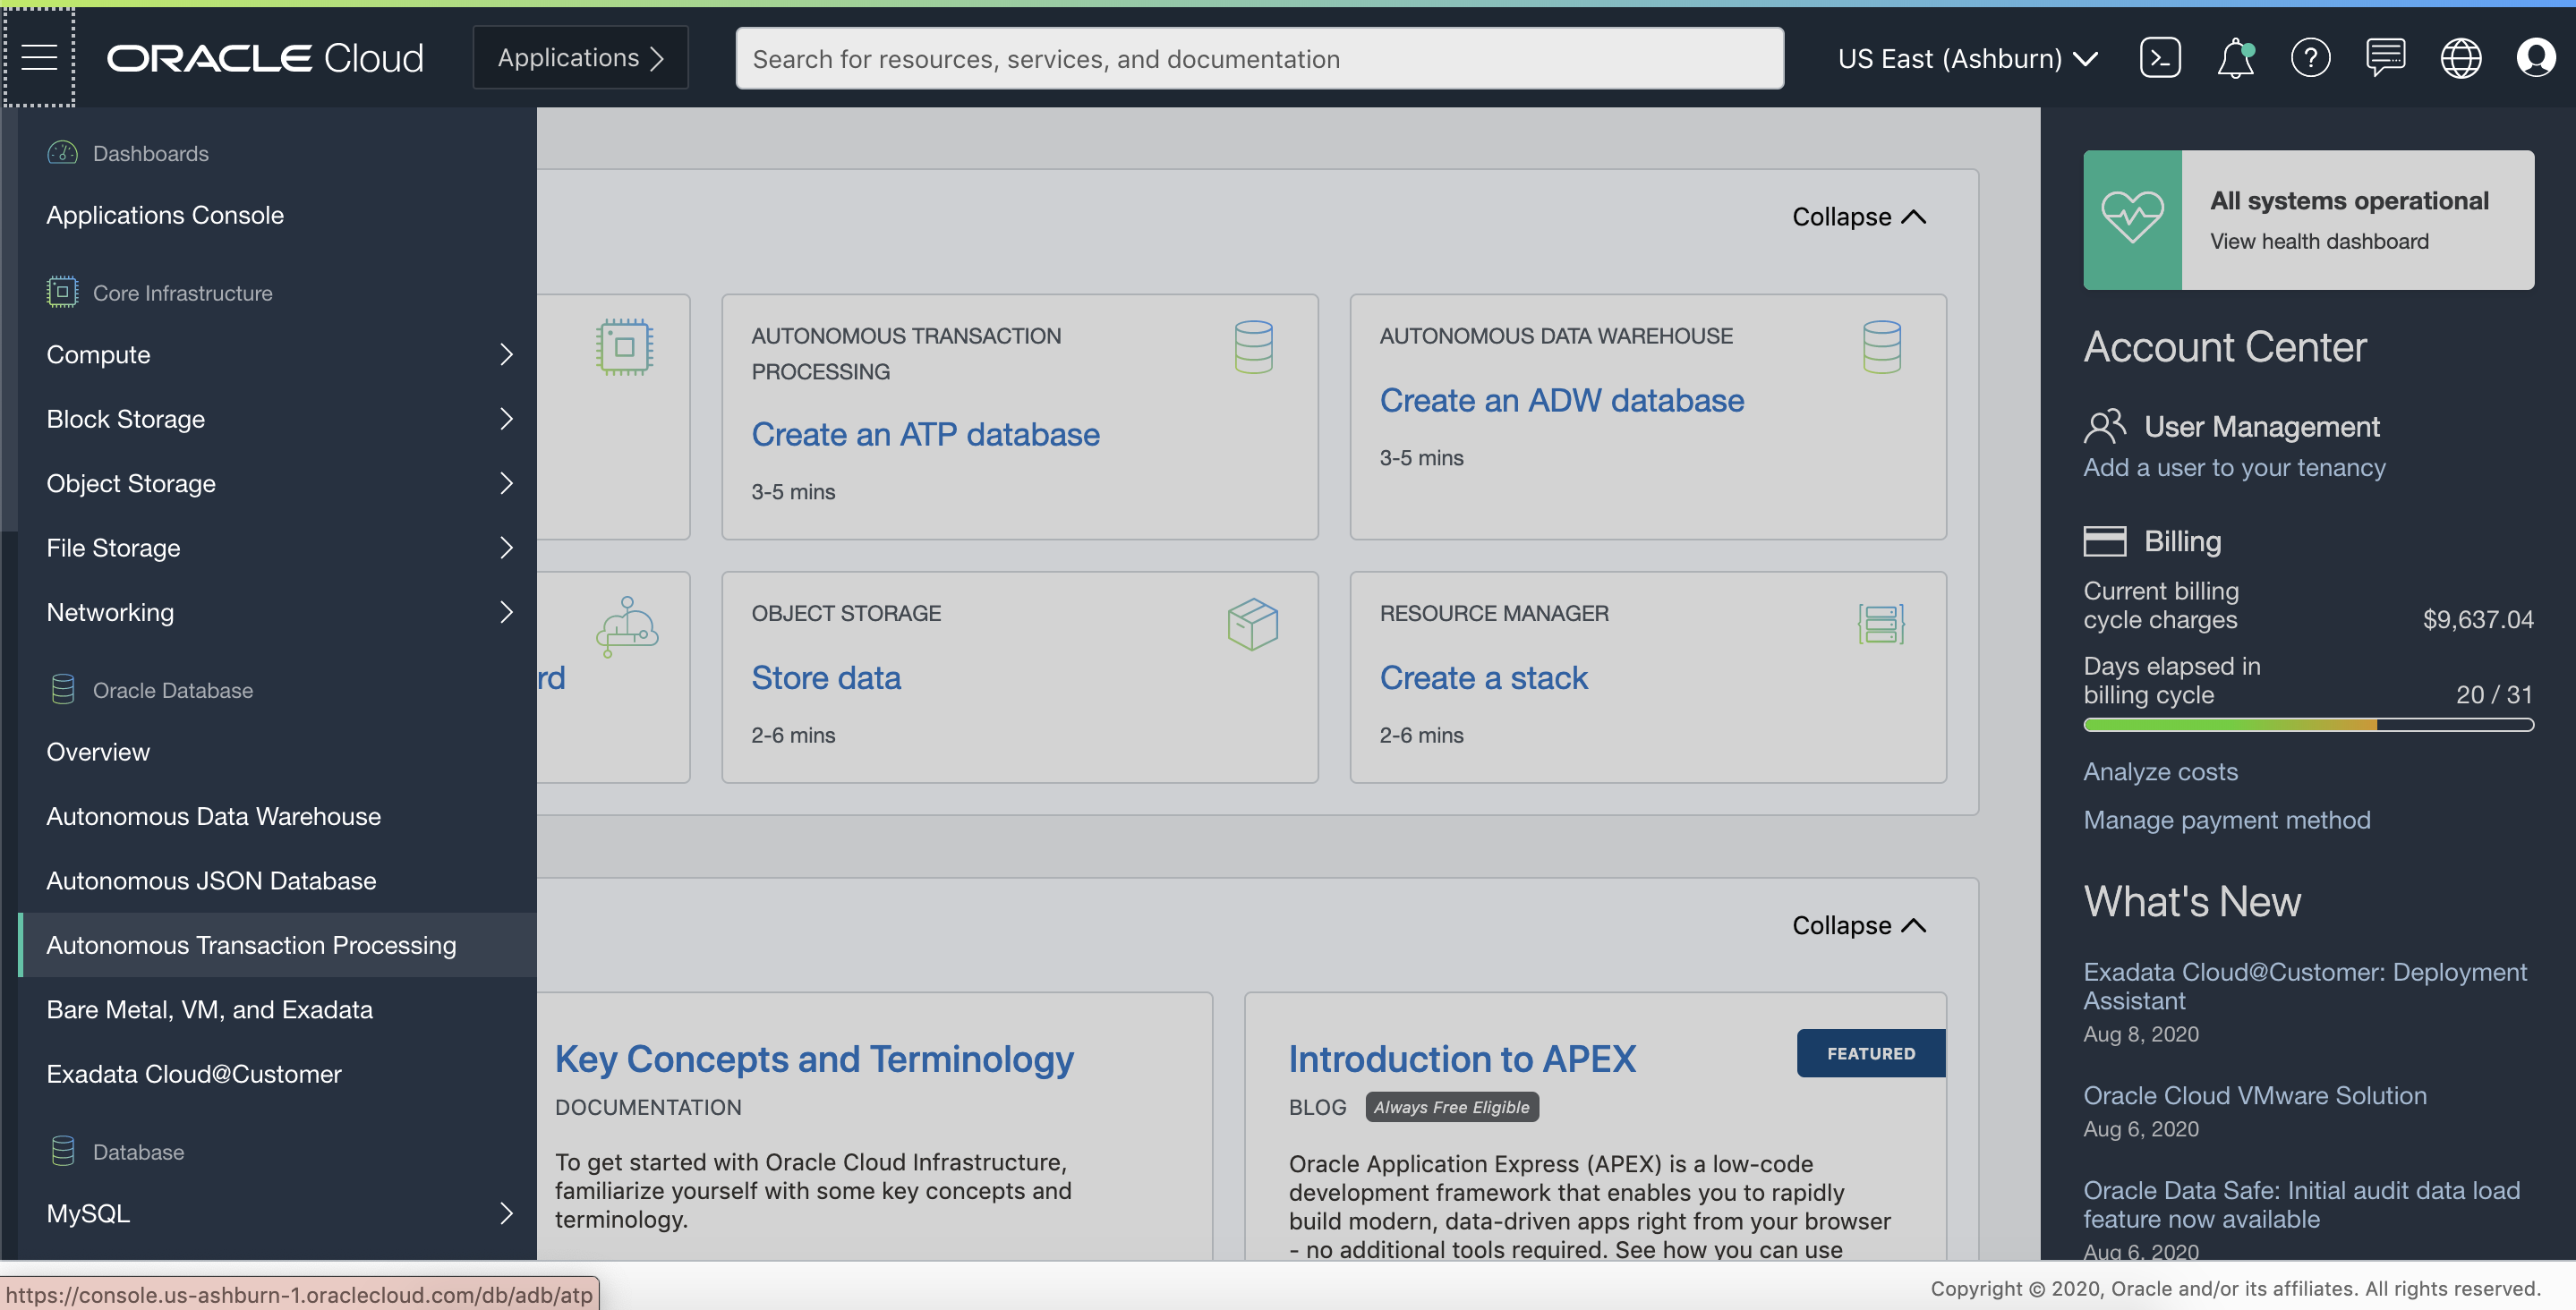 ORACLE Cloud
Applications
Search for resources, services, and documentation
US East (Ashburn)
Dashboards
Applications Console
Core Infrastructure
Compute
Block Storage
Object Storage
File Storage
Networking
Oracle Database
Overview
Autonomous Data Warehouse
Autonomous JSON Database
Autonomous Transaction Processing
Bare Metal, VM, and Exadata
Exadata Cloud@Customer
Database
MySQL
Collapse
AUTONOMOUS TRANSACTION
PROCESSING
Create an ATP database
3-5 mins
AUTONOMOUS DATA WAREHOUSE
Create an ADW database
3-5 mins
rd
OBJECT STORAGE
Store data
2-6 mins
RESOURCE MANAGER
Create a stack
2-6 mins
Collapse
Key Concepts and Terminology
DOCUMENTATION
To get started with Oracle Cloud Infrastructure,
familiarize yourself with some key concepts and
terminology.
Introduction to APEX
FEATURED
BLOG Always Free Eligible
Oracle Application Express (APEX) is a low-code
development framework that enables you to rapidly
build modern, data-driven apps right from your browser
- no additional tools required. See how you can use
All systems operational
View health dashboard
Account Center
User Management
Add a user to your tenancy
Billing
Current billing
cycle charges $9,637.04
Days elapsed in
billing cycle 20 / 31
Analyze costs
Manage payment method
What's New
Exadata Cloud@Customer: Deployment
Assistant
Aug 8, 2020
Oracle Cloud VMware Solution
Aug 6, 2020
Oracle Data Safe: Initial audit data load
feature now available
Aug 6, 2020
https://console.us-ashburn-1.oraclecloud.com/db/adb/atp
Copyright © 2020, Oracle and/or its affiliates. All rights reserved.